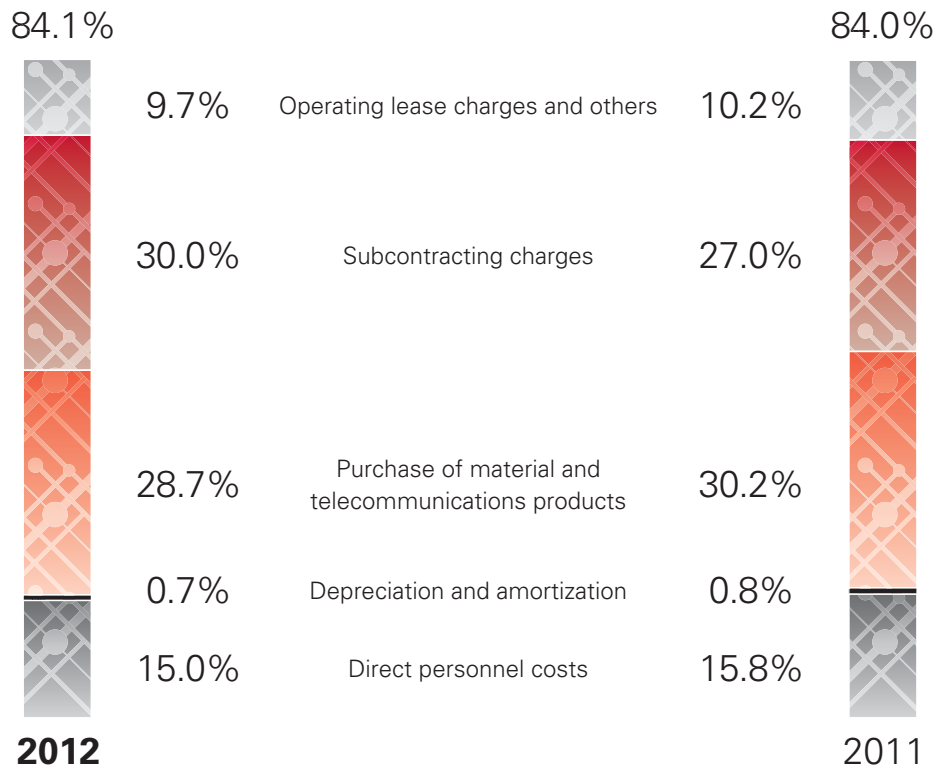 84.1% 84.0%
9.7% Operating lease charges and others 10.2%
30.0% Subcontracting charges 27.0%
28.7% Purchase of material and
telecommunications products 30.2%
0.7% Depreciation and amortization 0.8%
15.0% Direct personnel costs 15.8%
2012 2011